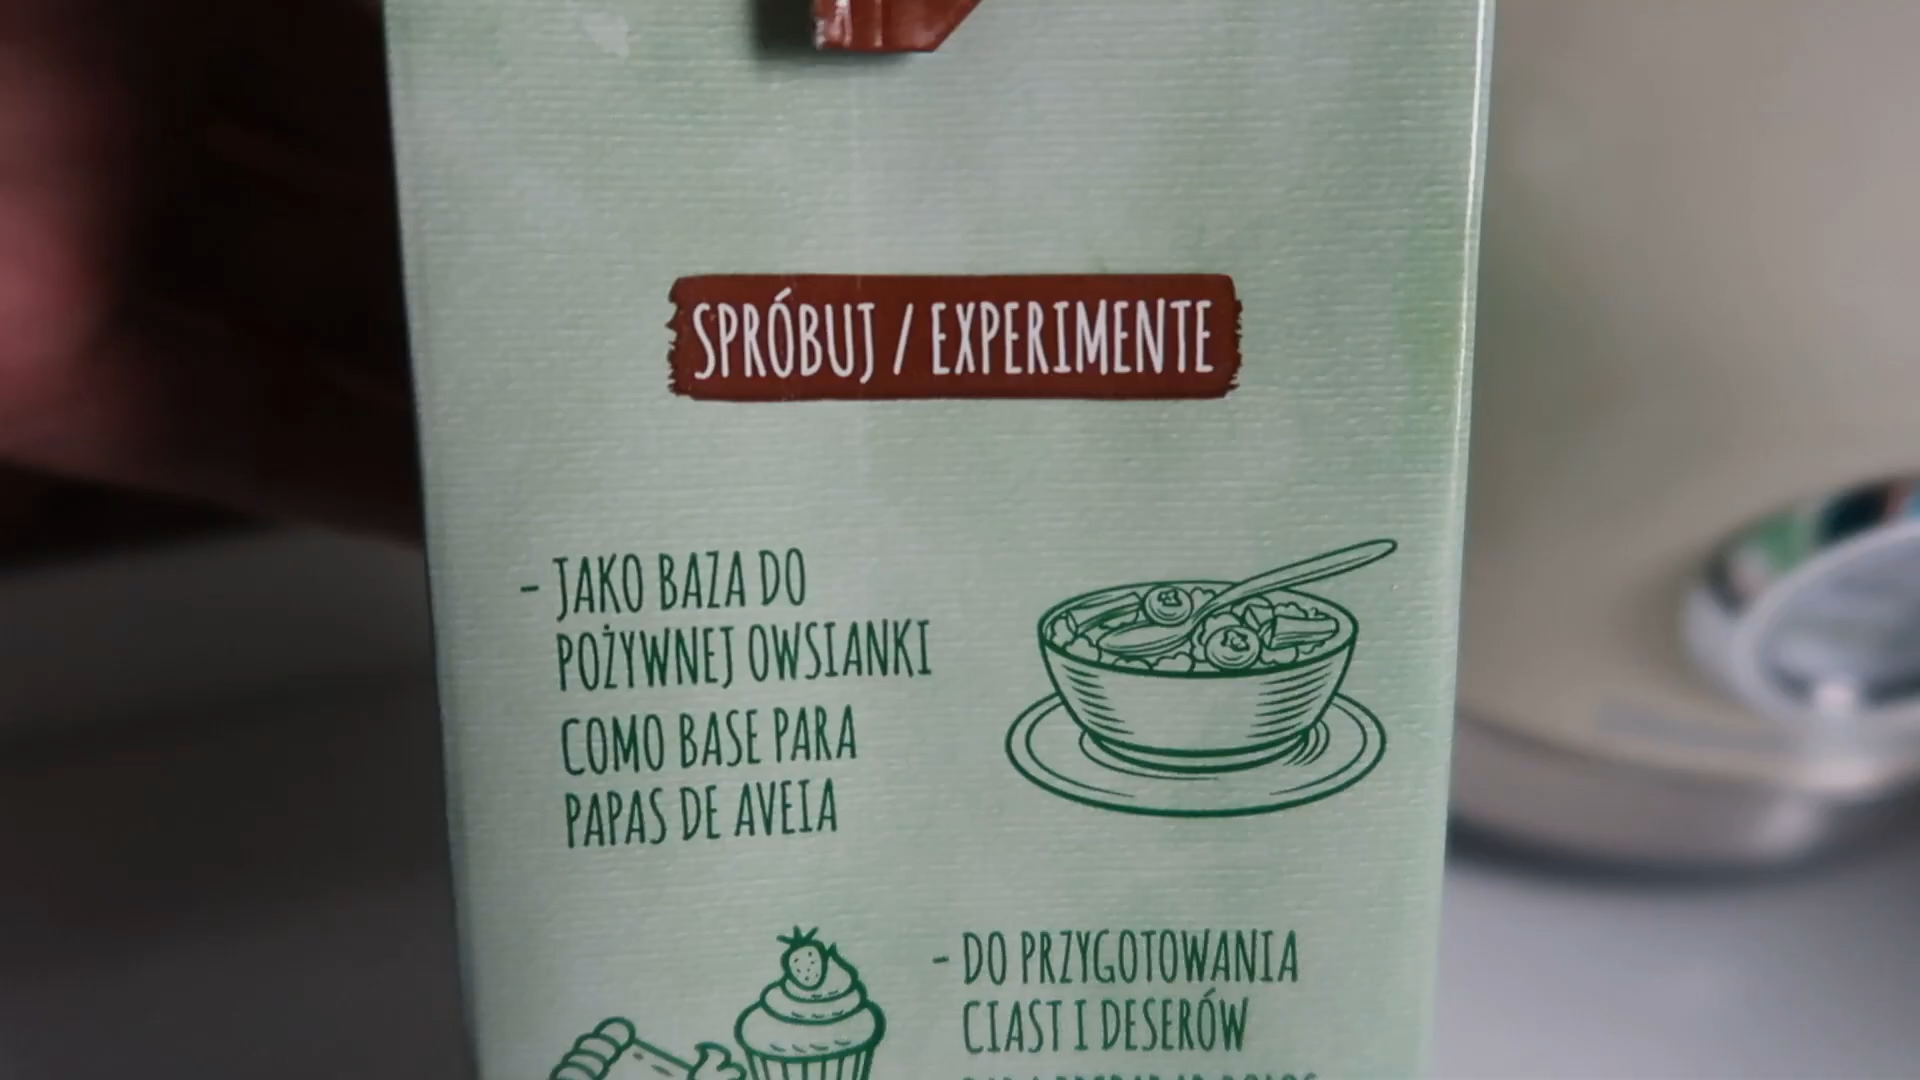 SPRÓBUJ / EXPERIMENTE
- JAKO BAZA DO
POŻYWNEJ OWSIANKI
COMO BASE PARA
PAPAS DE AVEIA
- DO PRZYGOTOWANIA
CIAST I DESERÓW